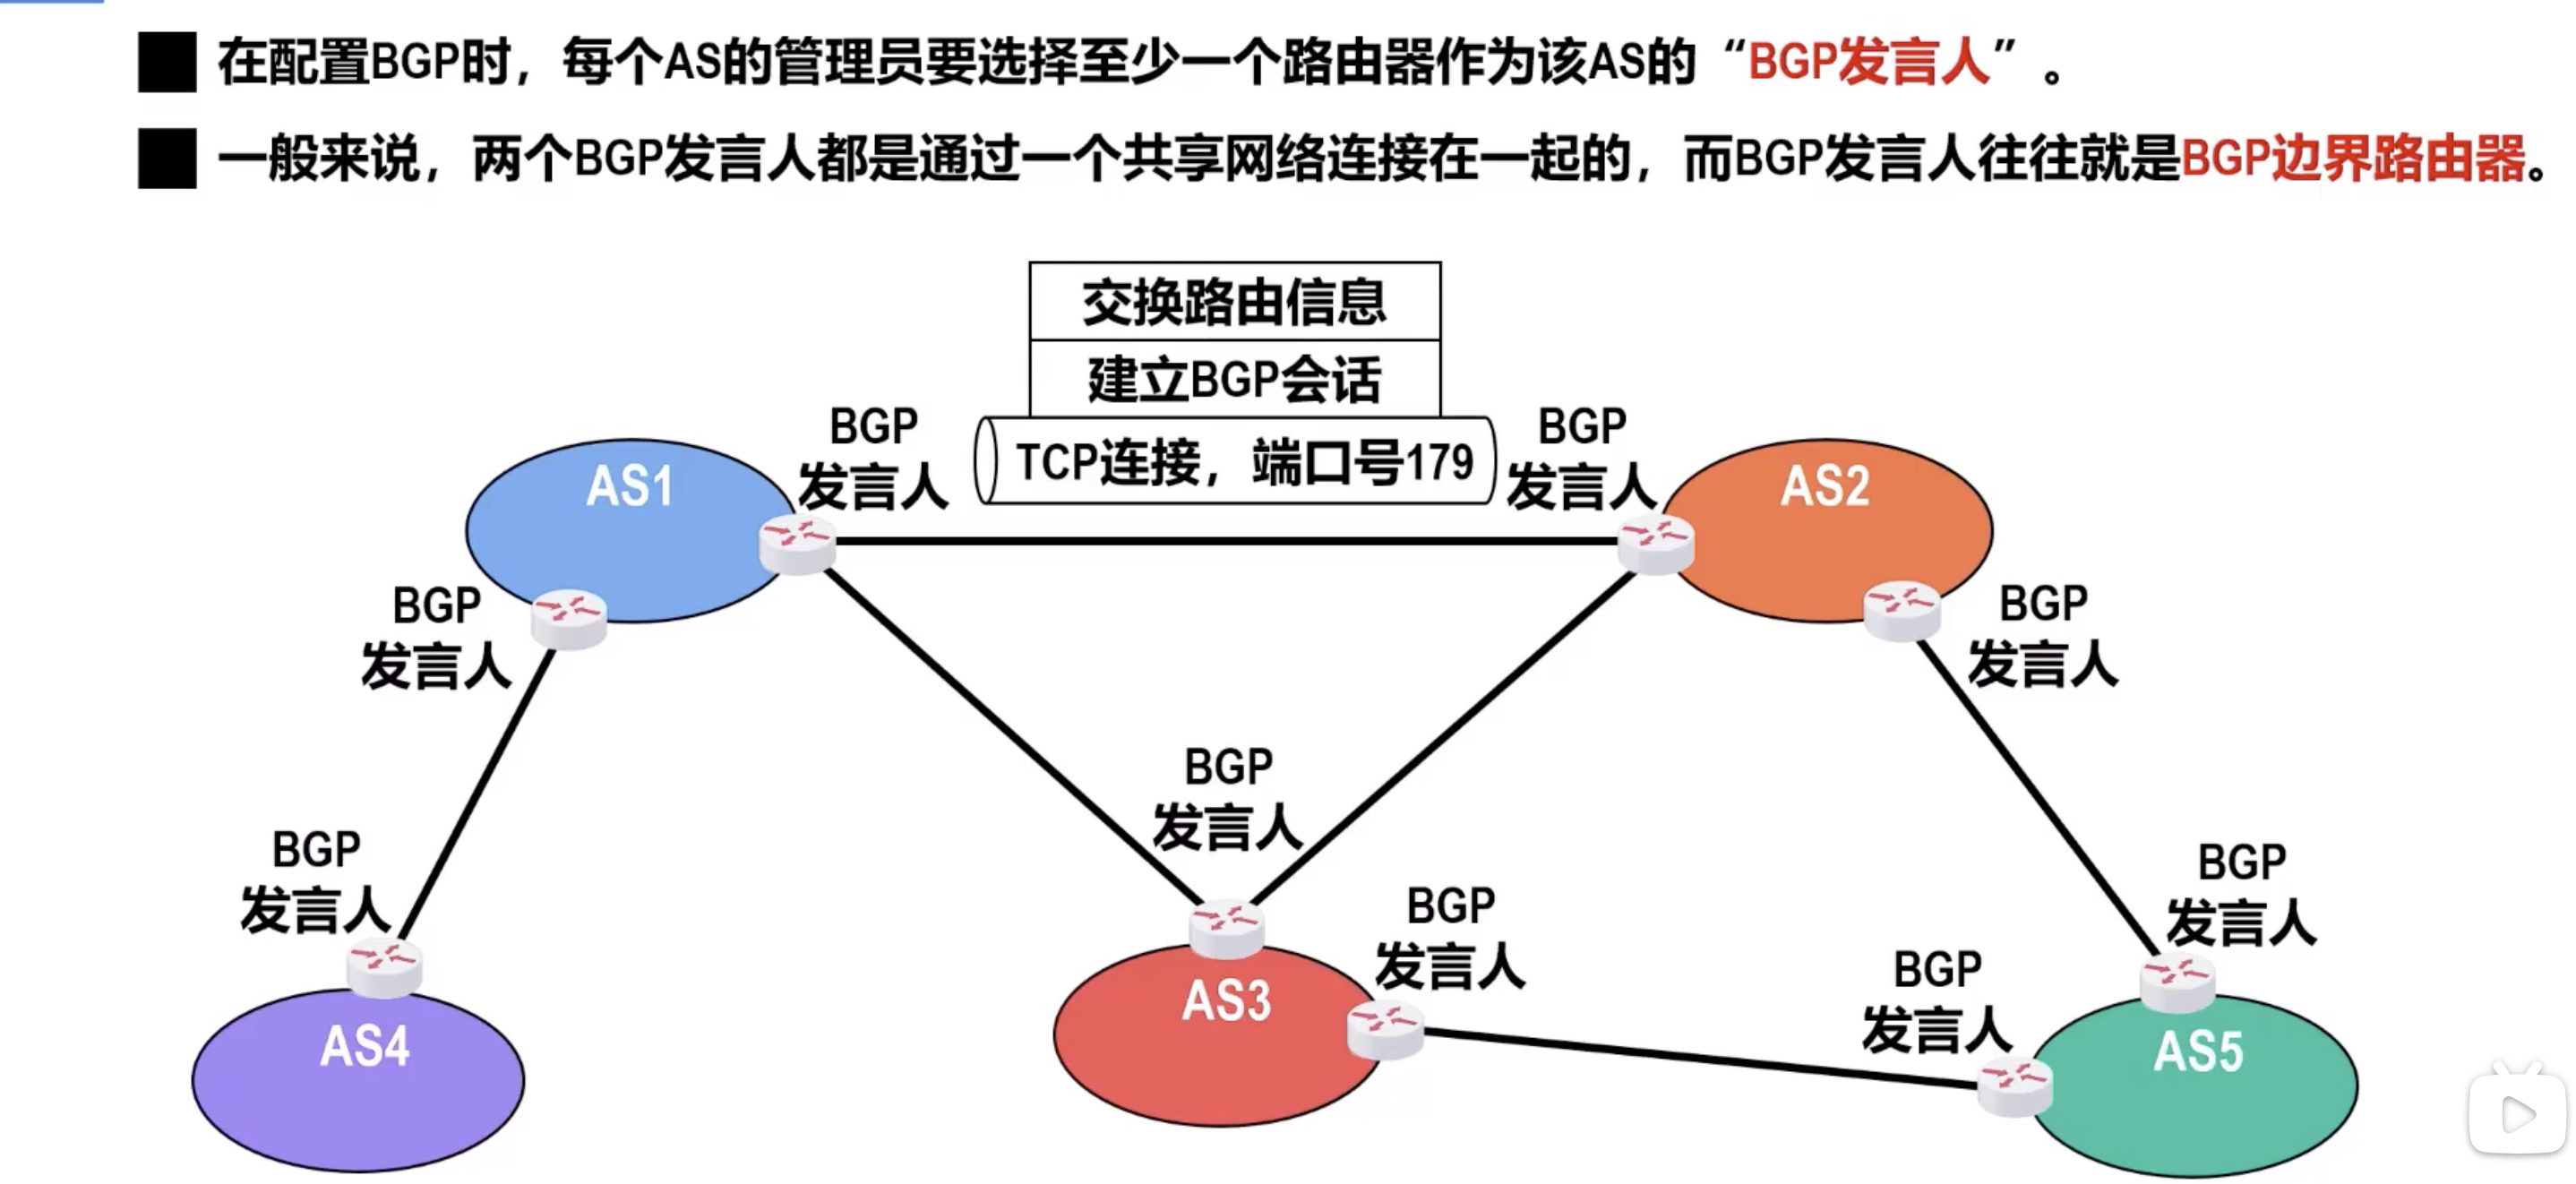 在配置BGP时，每个AS的管理员要选择至少一个路由器作为该AS的“BGP发言人”。
一般来说，两个BGP发言人都是通过一个共享网络连接在一起的，而BGP发言人往往就是BGP边界路由器。
交换路由信息
建立BGP会话
TCP连接，端口号179
BGP
发言人
BGP
发言人
AS1
AS2
BGP
发言人
BGP
发言人
BGP
发言人
BGP
发言人
BGP
发言人
BGP
发言人
BGP
发言人
AS3
AS4
AS5